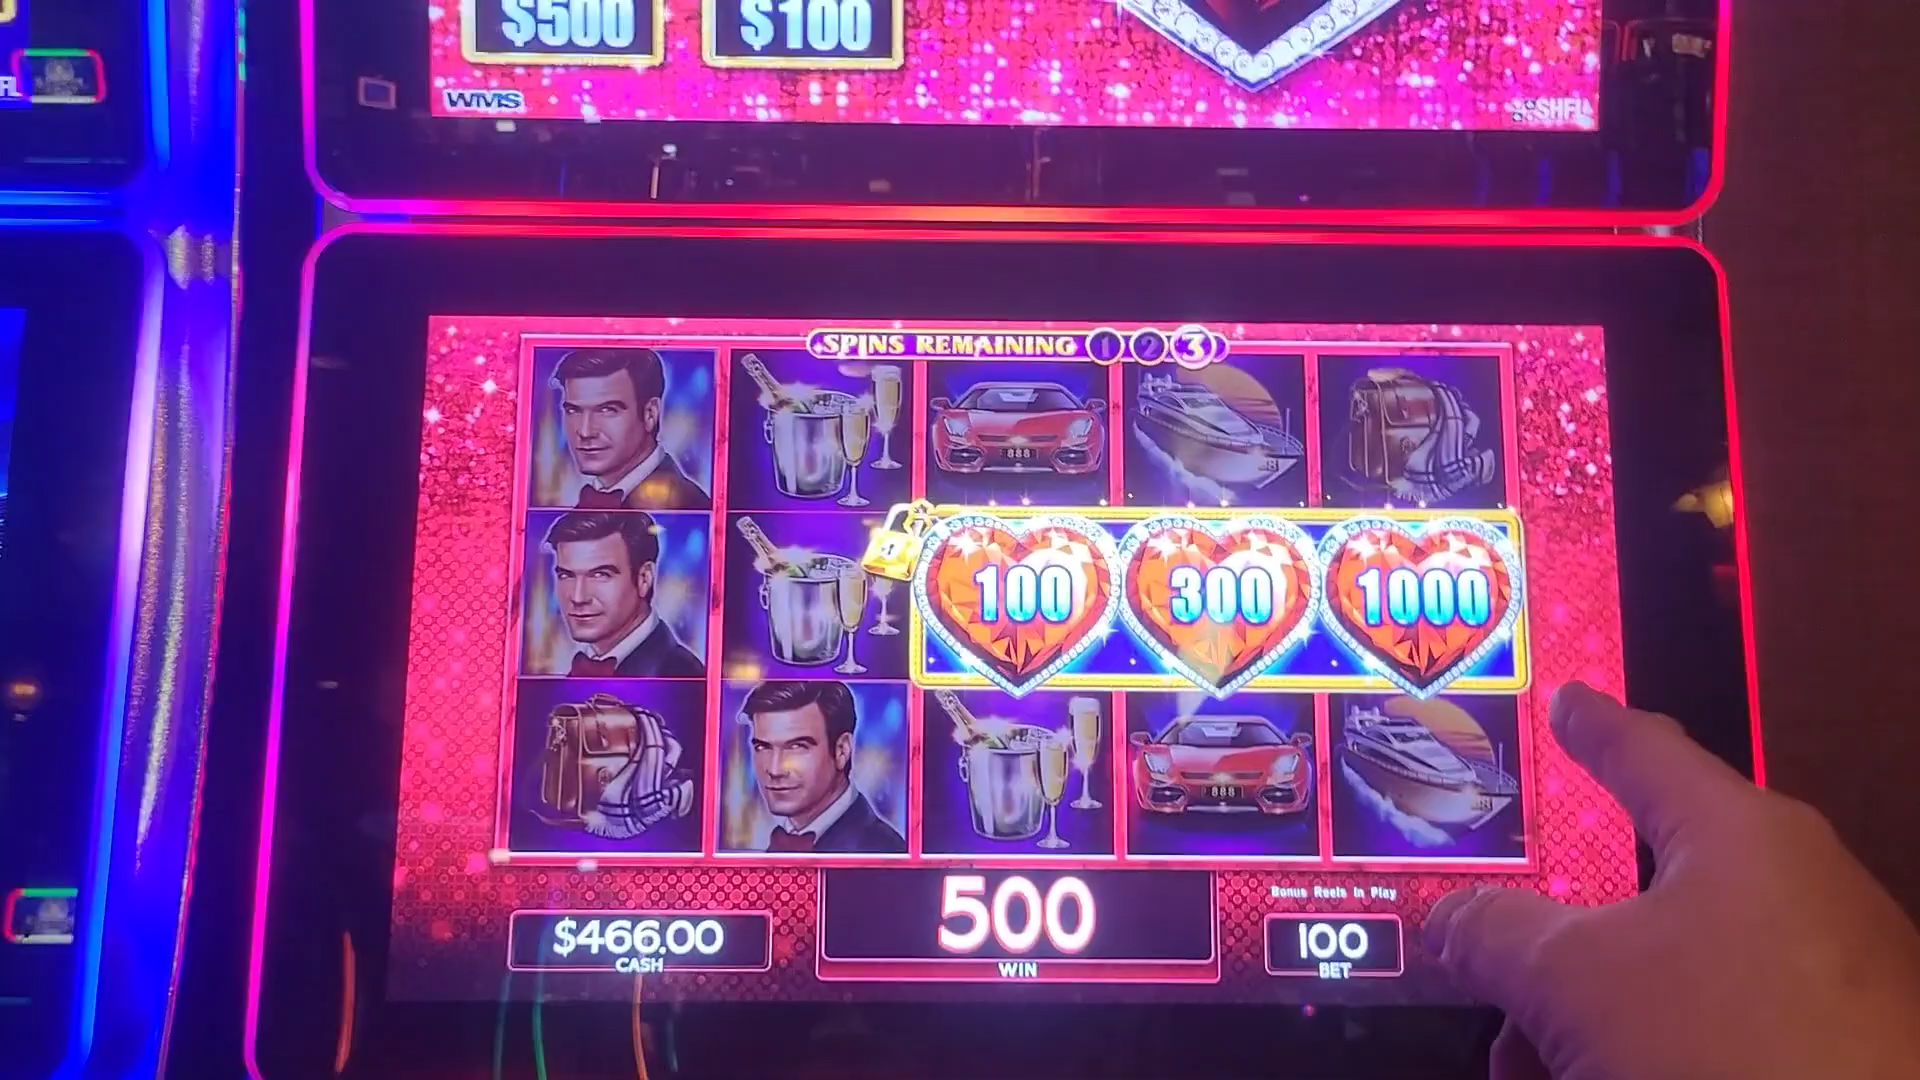 $500 $100
WMS SHFL
FL
SPINS REMAINING 1 2 3
888
100 300 1000
888
500
WIN
$466.00
CASH
Bonus Reels In Play
100
BET